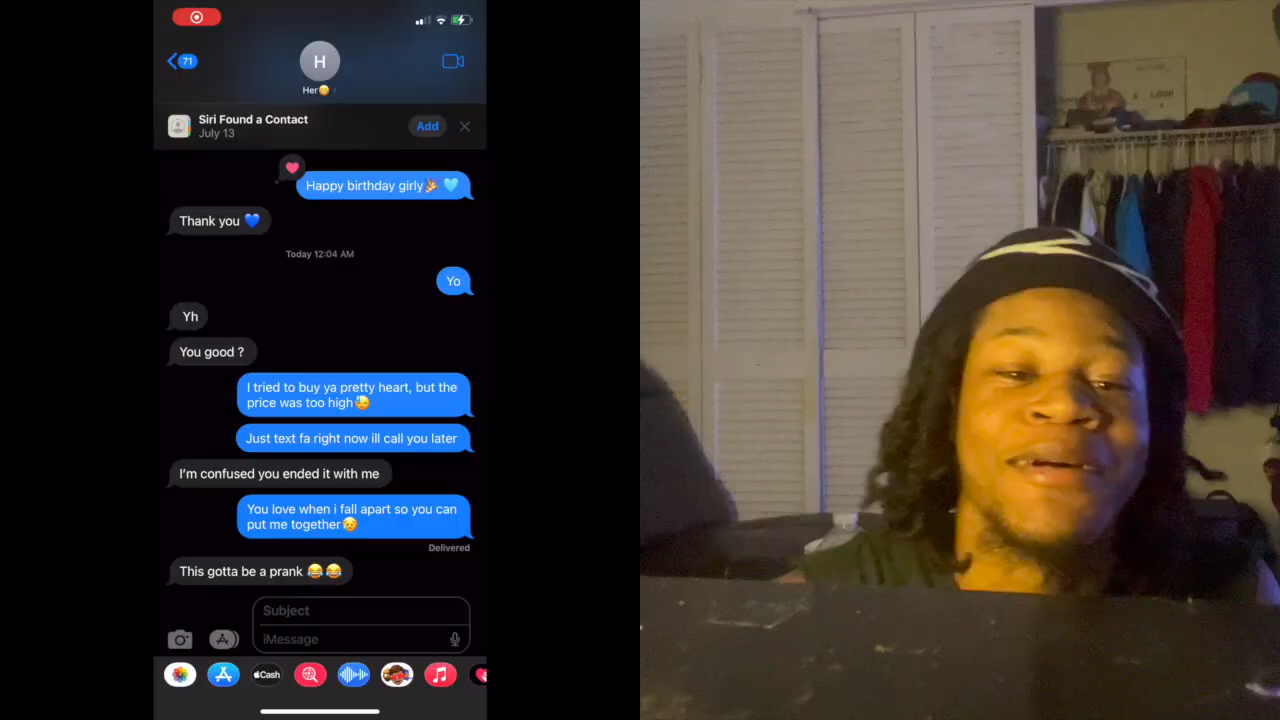 71
H
Her🤭
Siri Found a Contact
July 13
Add
Happy birthday girly🎉 🩵
Thank you 💙
Today 12:04 AM
Yo
Yh
You good ?
I tried to buy ya pretty heart, but the
price was too high😓
Just text fa right now ill call you later
I'm confused you ended it with me
You love when i fall apart so you can
put me together😥
Delivered
This gotta be a prank 😂😂
Subject
iMessage
Cash